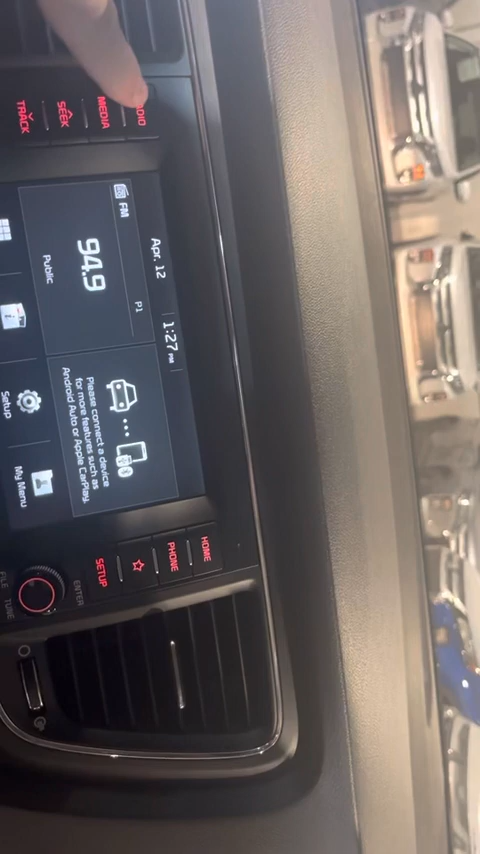 RADIO
MEDIA
SEEK
TRACK
Apr. 12
1:27 PM
FM
P1
94.9
Public
Please connect a device
for more features such as
Android Auto or Apple CarPlay.
Setup
My Menu
HOME
PHONE
SETUP
ENTER
TUNE
FILE